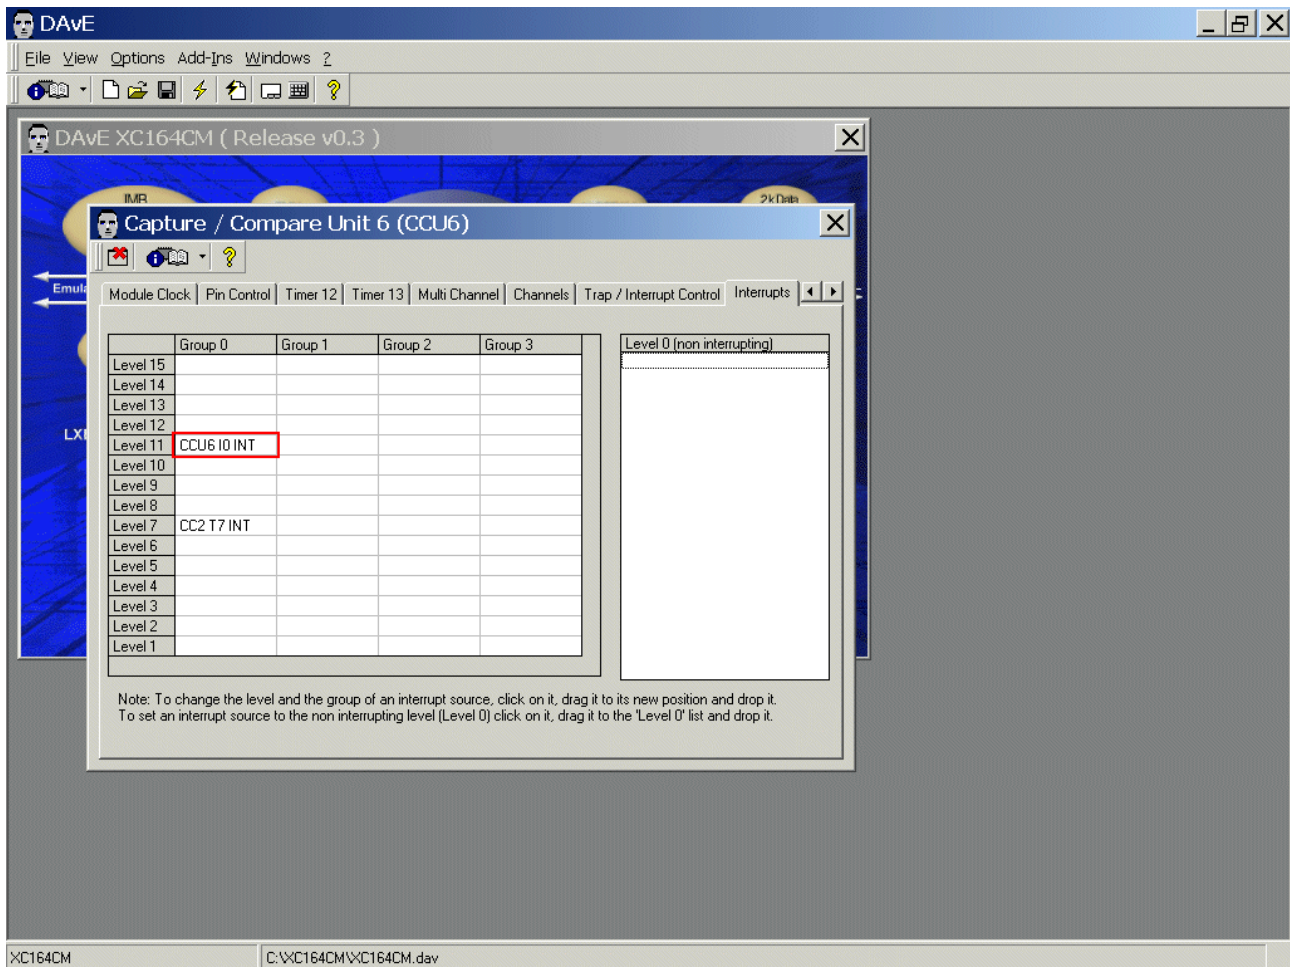 DAvE
File View Options Add-Ins Windows ?
DAvE XC164CM ( Release v0.3 )
IMB
2kData
Capture / Compare Unit 6 (CCU6)
Emul
Module Clock Pin Control Timer 12 Timer 13 Multi Channel Channels Trap / Interrupt Control Interrupts
Group 0 Group 1 Group 2 Group 3 Level 0 (non interrupting)
Level 15
Level 14
Level 13
Level 12
LX
Level 11 CCU6 I0 INT
Level 10
Level 9
Level 8
Level 7 CC2 T7 INT
Level 6
Level 5
Level 4
Level 3
Level 2
Level 1
Note: To change the level and the group of an interrupt source, click on it, drag it to its new position and drop it.
To set an interrupt source to the non interrupting level (Level 0) click on it, drag it to the 'Level 0' list and drop it.
XC164CM C:\XC164CM\XC164CM.dav